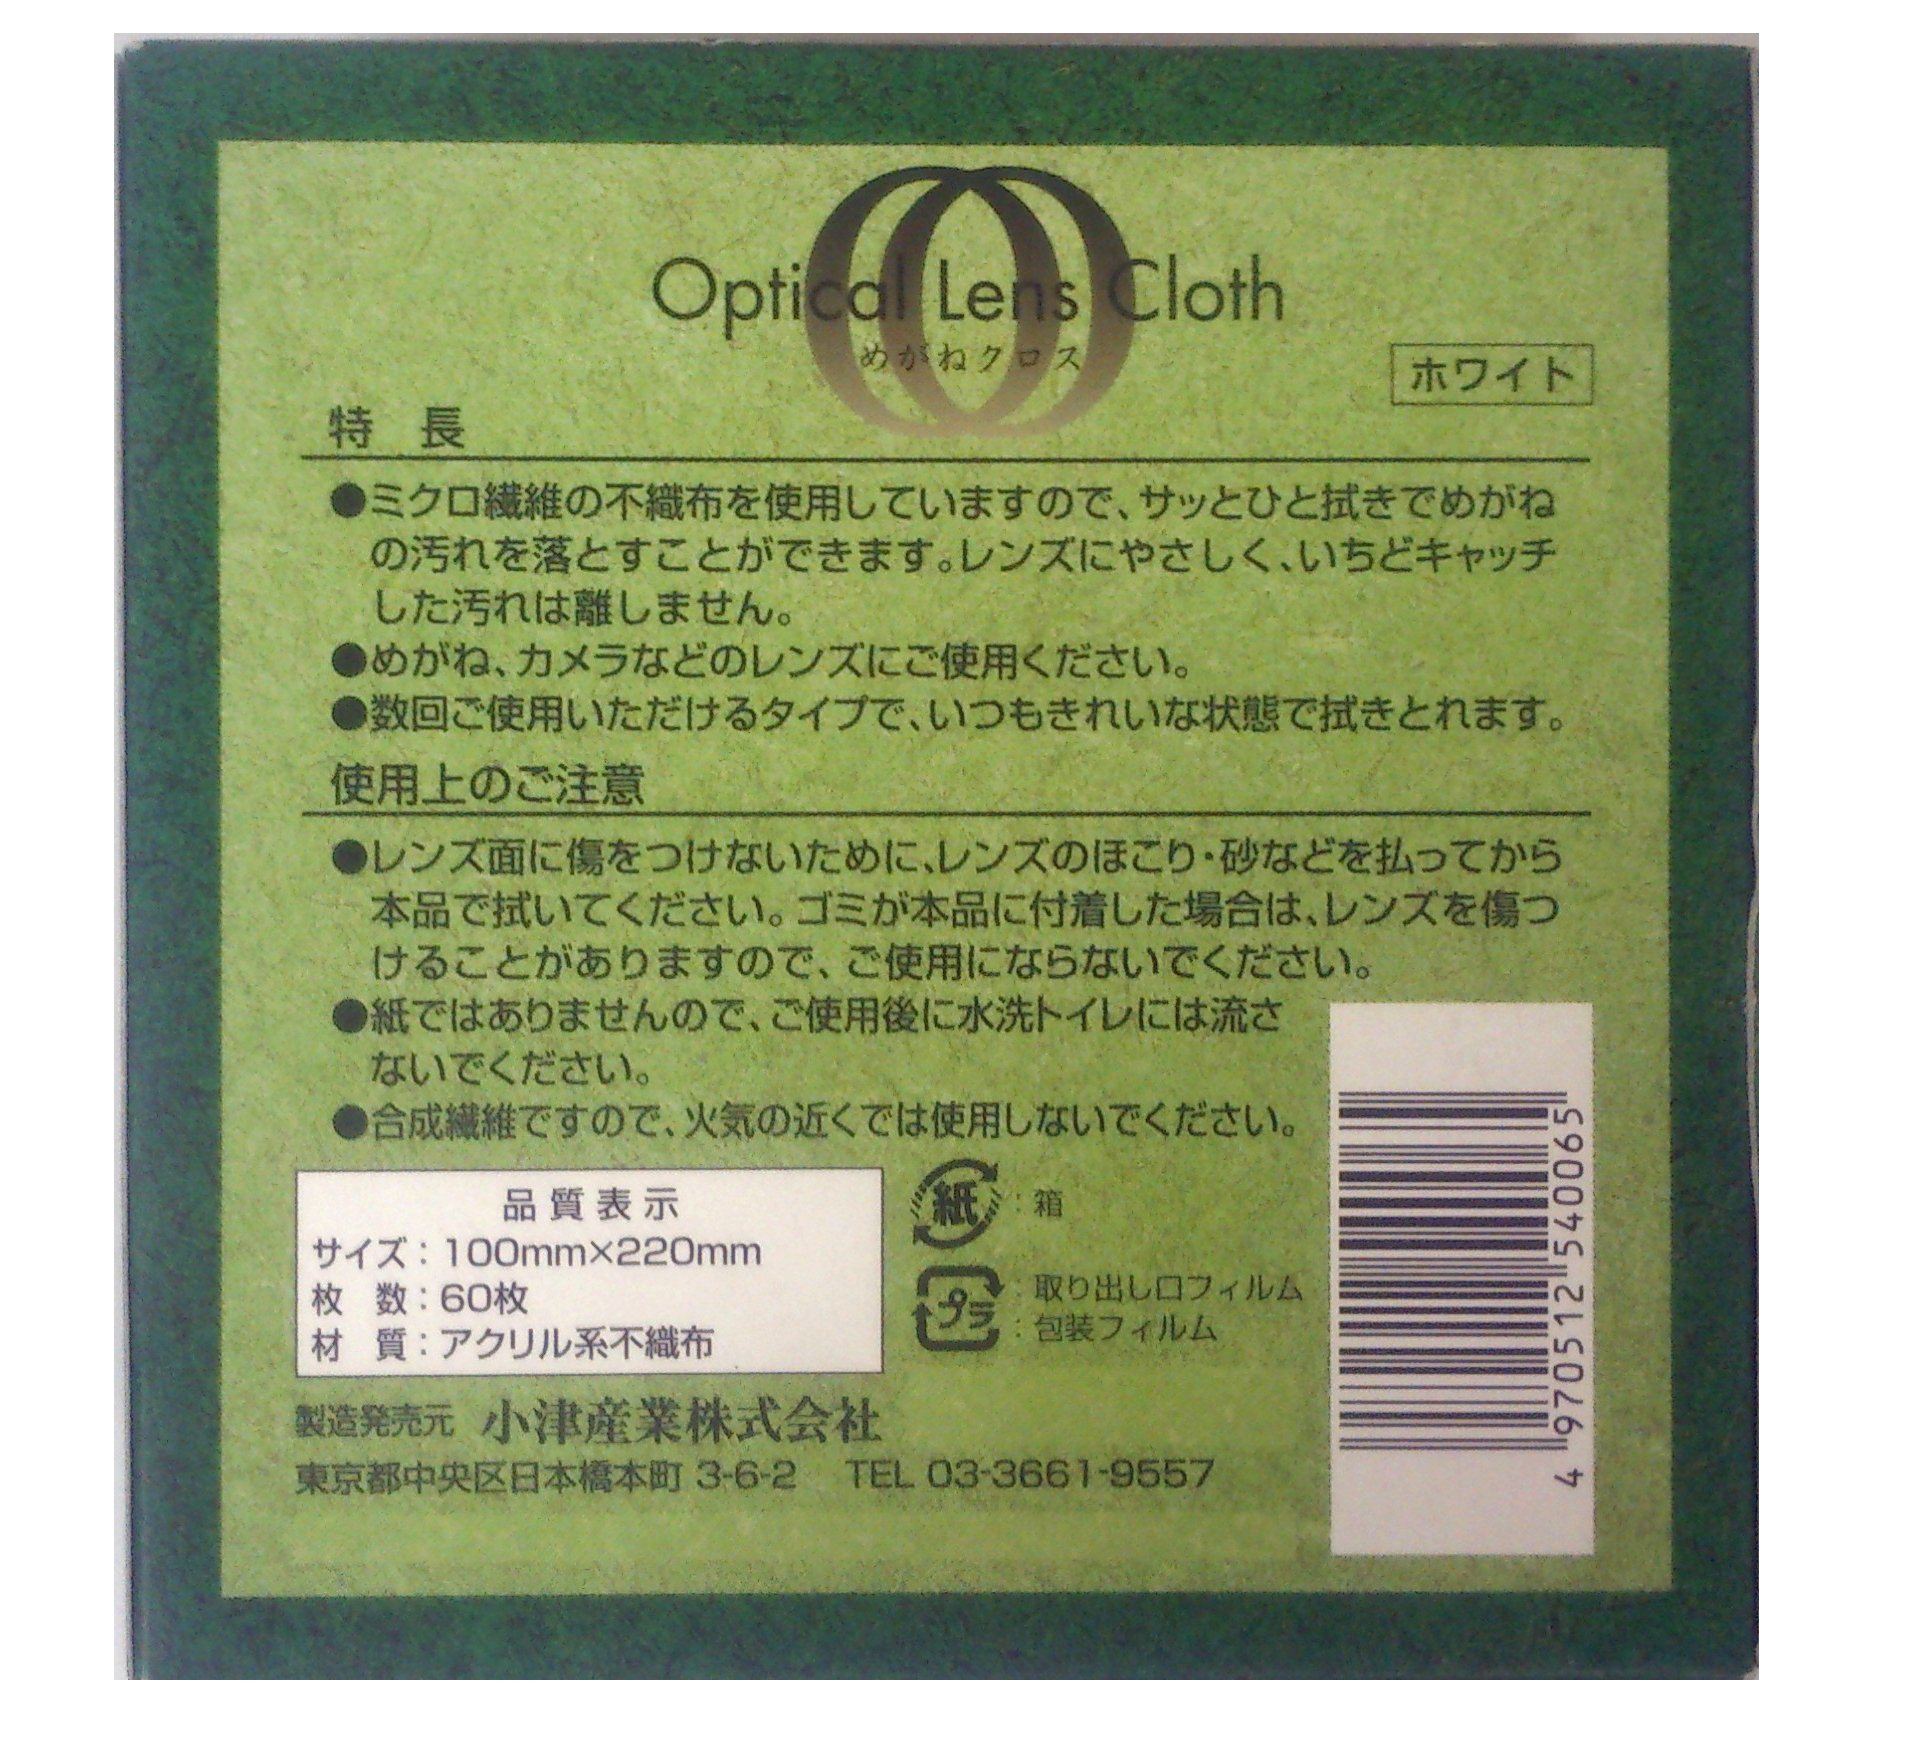 Optical Lens Cloth
めがねクロス
ホワイト
特 長
●ミクロ繊維の不織布を使用していますので、サッとひと拭きでめがね
の汚れを落とすことができます。レンズにやさしく、いちどキャッチ
した汚れは離しません。
●めがね、カメラなどのレンズにご使用ください。
●数回ご使用いただけるタイプで、いつもきれいな状態で拭きとれます。
使用上のご注意
●レンズ面に傷をつけないために、レンズのほこり・砂などを払ってから
本品で拭いてください。ゴミが本品に付着した場合は、レンズを傷つ
けることがありますので、ご使用にならないでください。
●紙ではありませんので、ご使用後に水洗トイレには流さ
ないでください。
●合成繊維ですので、火気の近くでは使用しないでください。
品質表示
サイズ：100mm×220mm
枚 数：60枚
材 質：アクリル系不織布
紙：箱
プラ：取り出し口フィルム
：包装フィルム
製造発売元 小津産業株式会社
東京都中央区日本橋本町 3-6-2 TEL 03-3661-9557
4 970512 540065